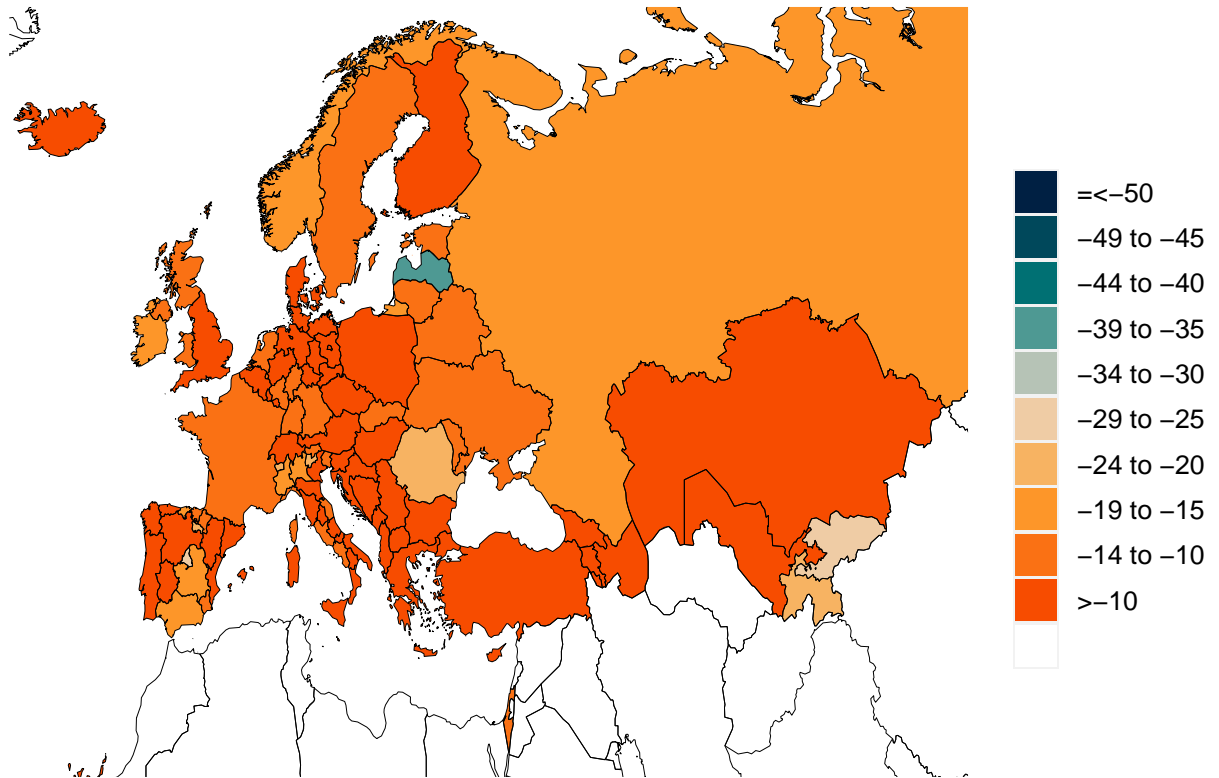 =<−50
−49 to −45
−44 to −40
−39 to −35
−34 to −30
−29 to −25
−24 to −20
−19 to −15
−14 to −10
>−10